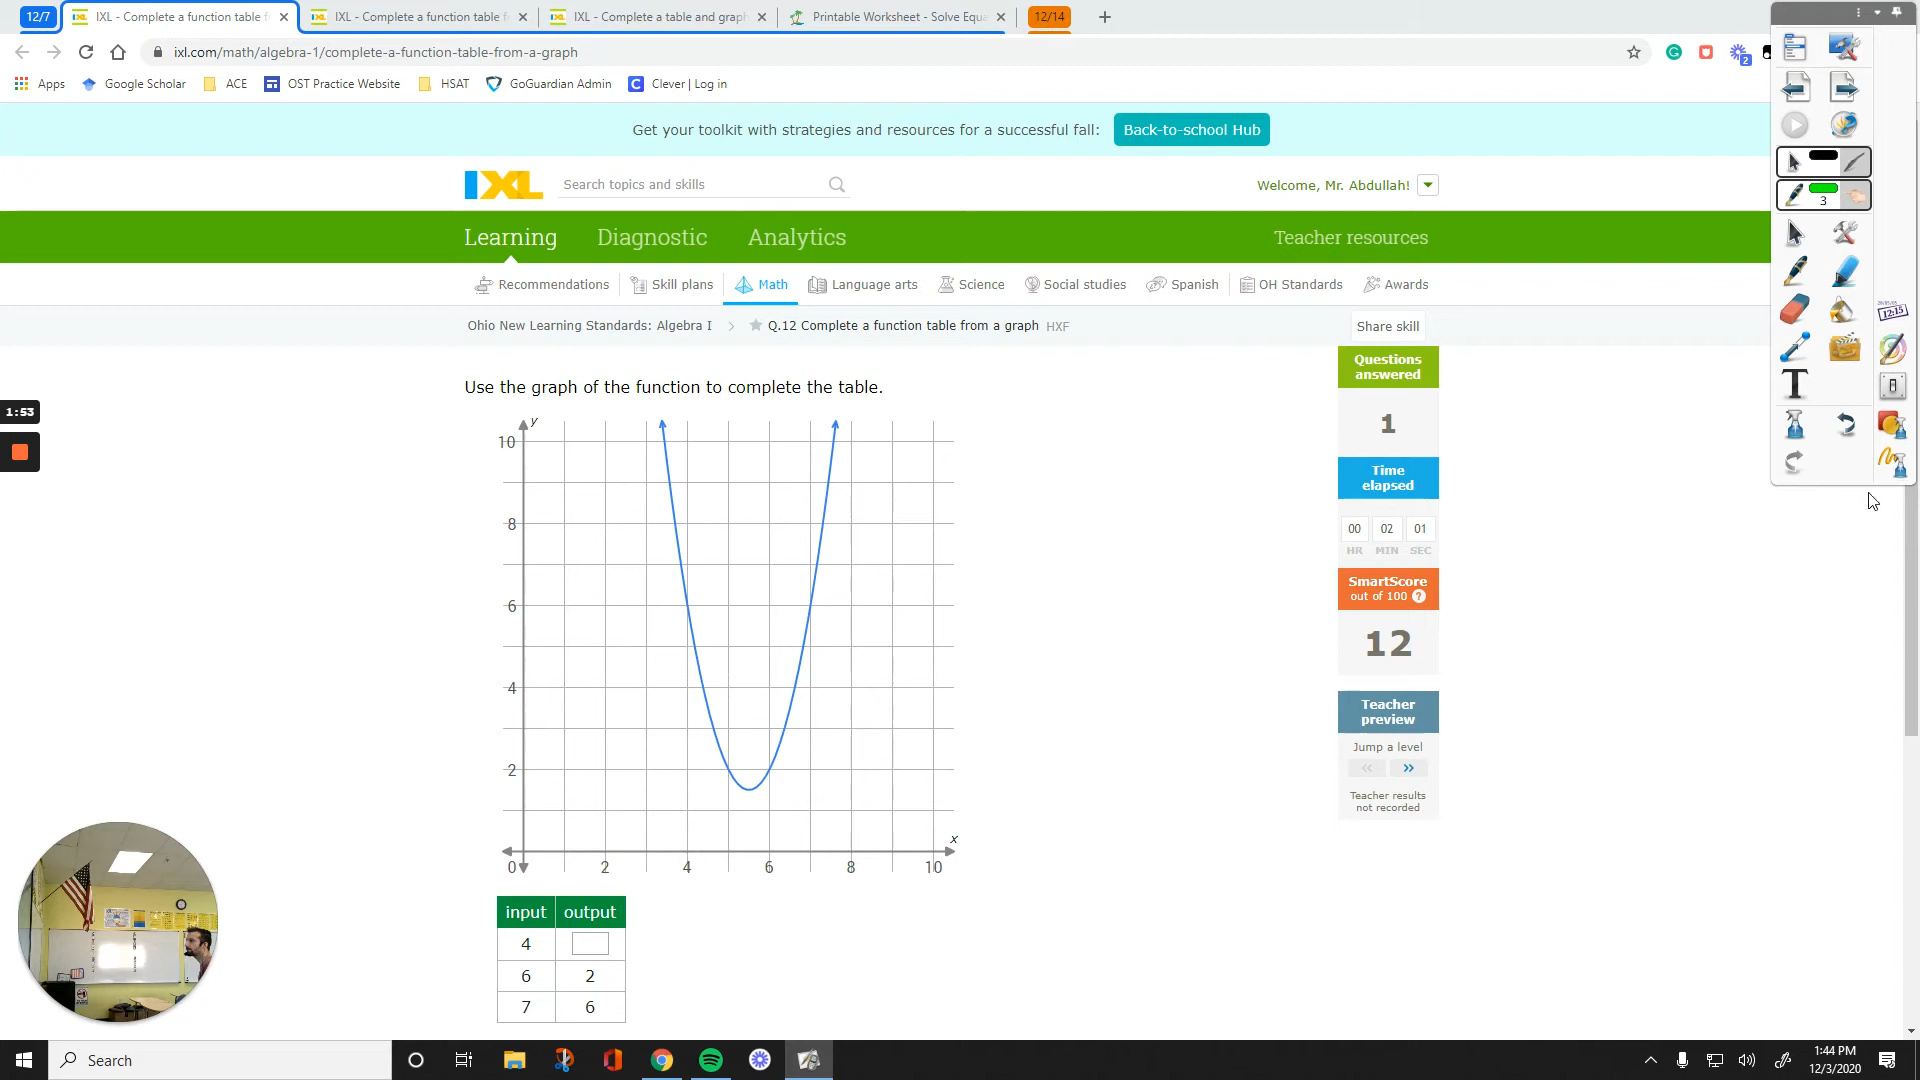 12/7
IXL - Complete a function table f
IXL - Complete a function table f
IXL - Complete a table and graph
Printable Worksheet - Solve Equa
12/14
ixl.com/math/algebra-1/complete-a-function-table-from-a-graph
2
Apps
Google Scholar
ACE
OST Practice Website
HSAT
GoGuardian Admin
Clever | Log in
Get your toolkit with strategies and resources for a successful fall:
Back-to-school Hub
IXL
Search topics and skills
Welcome, Mr. Abdullah!
3
Learning
Diagnostic
Analytics
Teacher resources
Recommendations
Skill plans
Math
Language arts
Science
Social studies
Spanish
OH Standards
Awards
Ohio New Learning Standards: Algebra I
Q.12 Complete a function table from a graph HXF
Share skill
12:15
T
1:53
Use the graph of the function to complete the table.
y
10
8
6
4
2
0
2
4
6
8
10
x
input output
4
6 2
7 6
Questions
answered
1
Time
elapsed
00 02 01
HR MIN SEC
SmartScore
out of 100 ?
12
Teacher
preview
Jump a level
<< >>
Teacher results
not recorded
Search
1:44 PM
12/3/2020